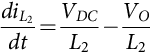 di_{L_2}/dt = V_{DC}/L_2 − V_O/L_2